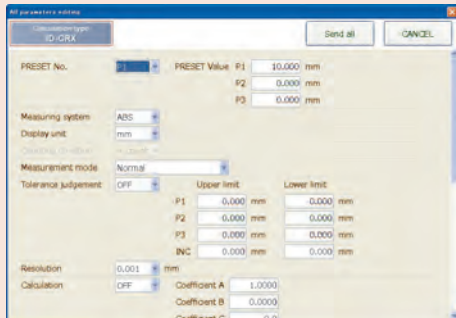 All parameters editing
Calculation type
ID-CRX
Send all
CANCEL
PRESET No. P1 PRESET Value P1 10.000 mm
P2 0.000 mm
P3 0.000 mm
Measuring system ABS
Display unit mm
Measurement mode Normal
Tolerance judgement OFF Upper limit Lower limit
P1 0.000 mm 0.000 mm
P2 0.000 mm 0.000 mm
P3 0.000 mm 0.000 mm
INC 0.000 mm 0.000 mm
Resolution 0.001 mm
Calculation OFF Coefficient A 1.0000
Coefficient B 0.0000
Coefficient C 0.0